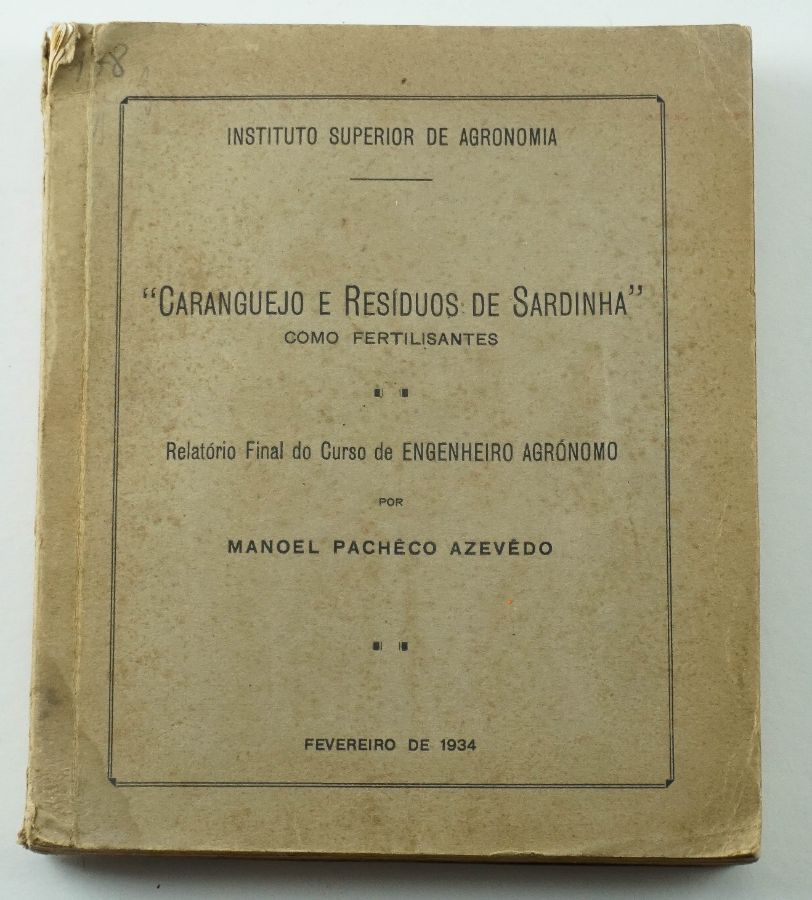 178
INSTITUTO SUPERIOR DE AGRONOMIA
"CARANGUEJO E RESÍDUOS DE SARDINHA"
COMO FERTILISANTES
Relatório Final do Curso de ENGENHEIRO AGRÓNOMO
POR
MANOEL PACHÊCO AZEVÊDO
FEVEREIRO DE 1934